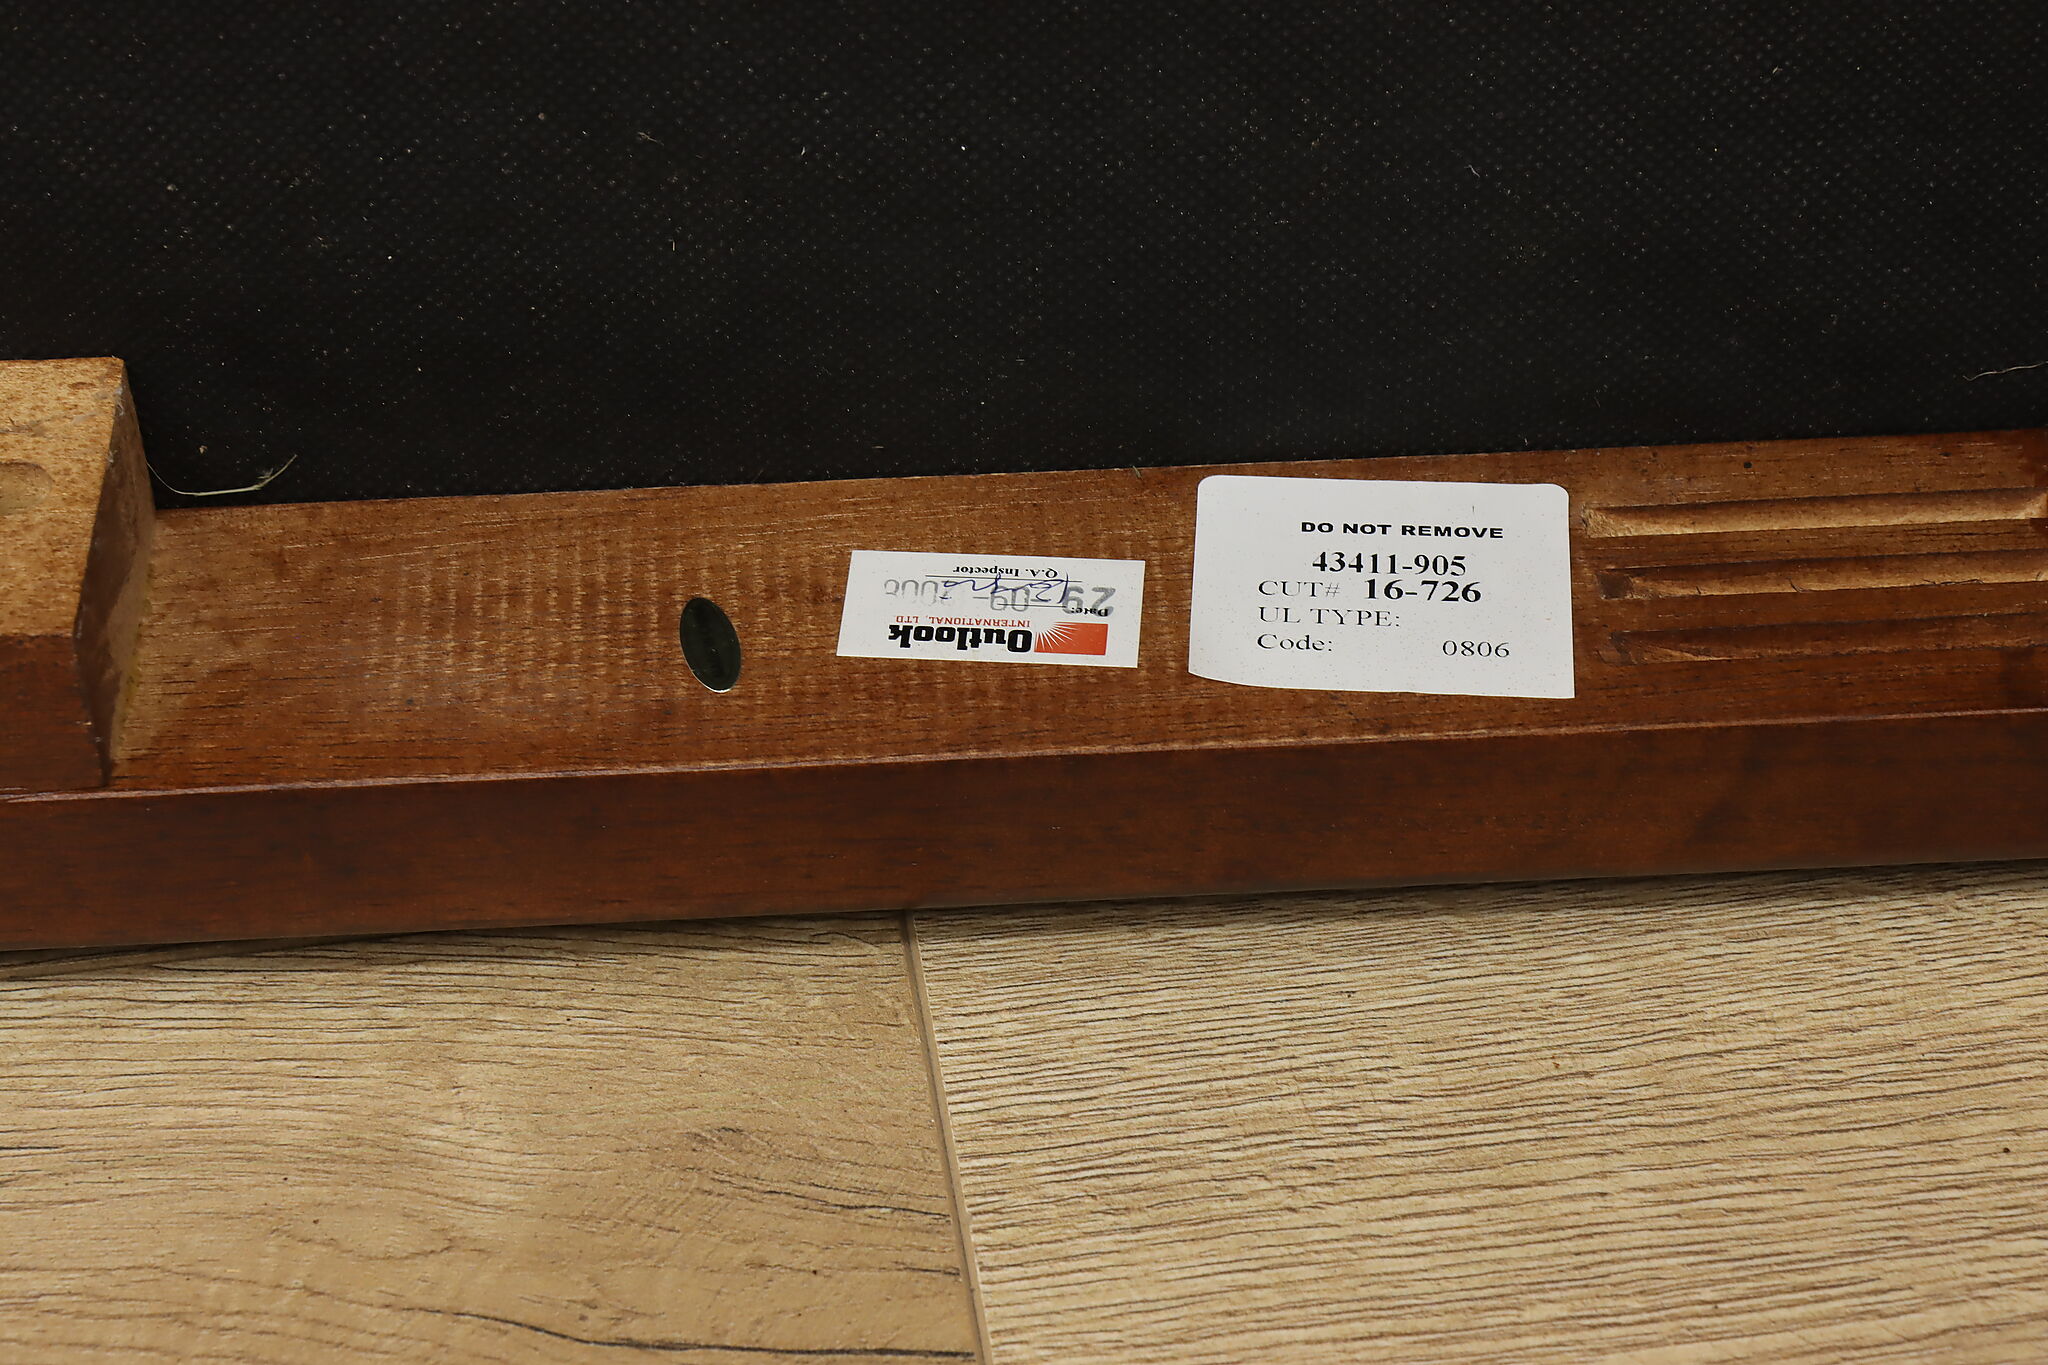 Outlook
INTERNATIONAL, LTD
Date: 29-09-2006
Q.A. Inspector
DO NOT REMOVE
43411-905
CUT# 16-726
UL TYPE:
Code: 0806